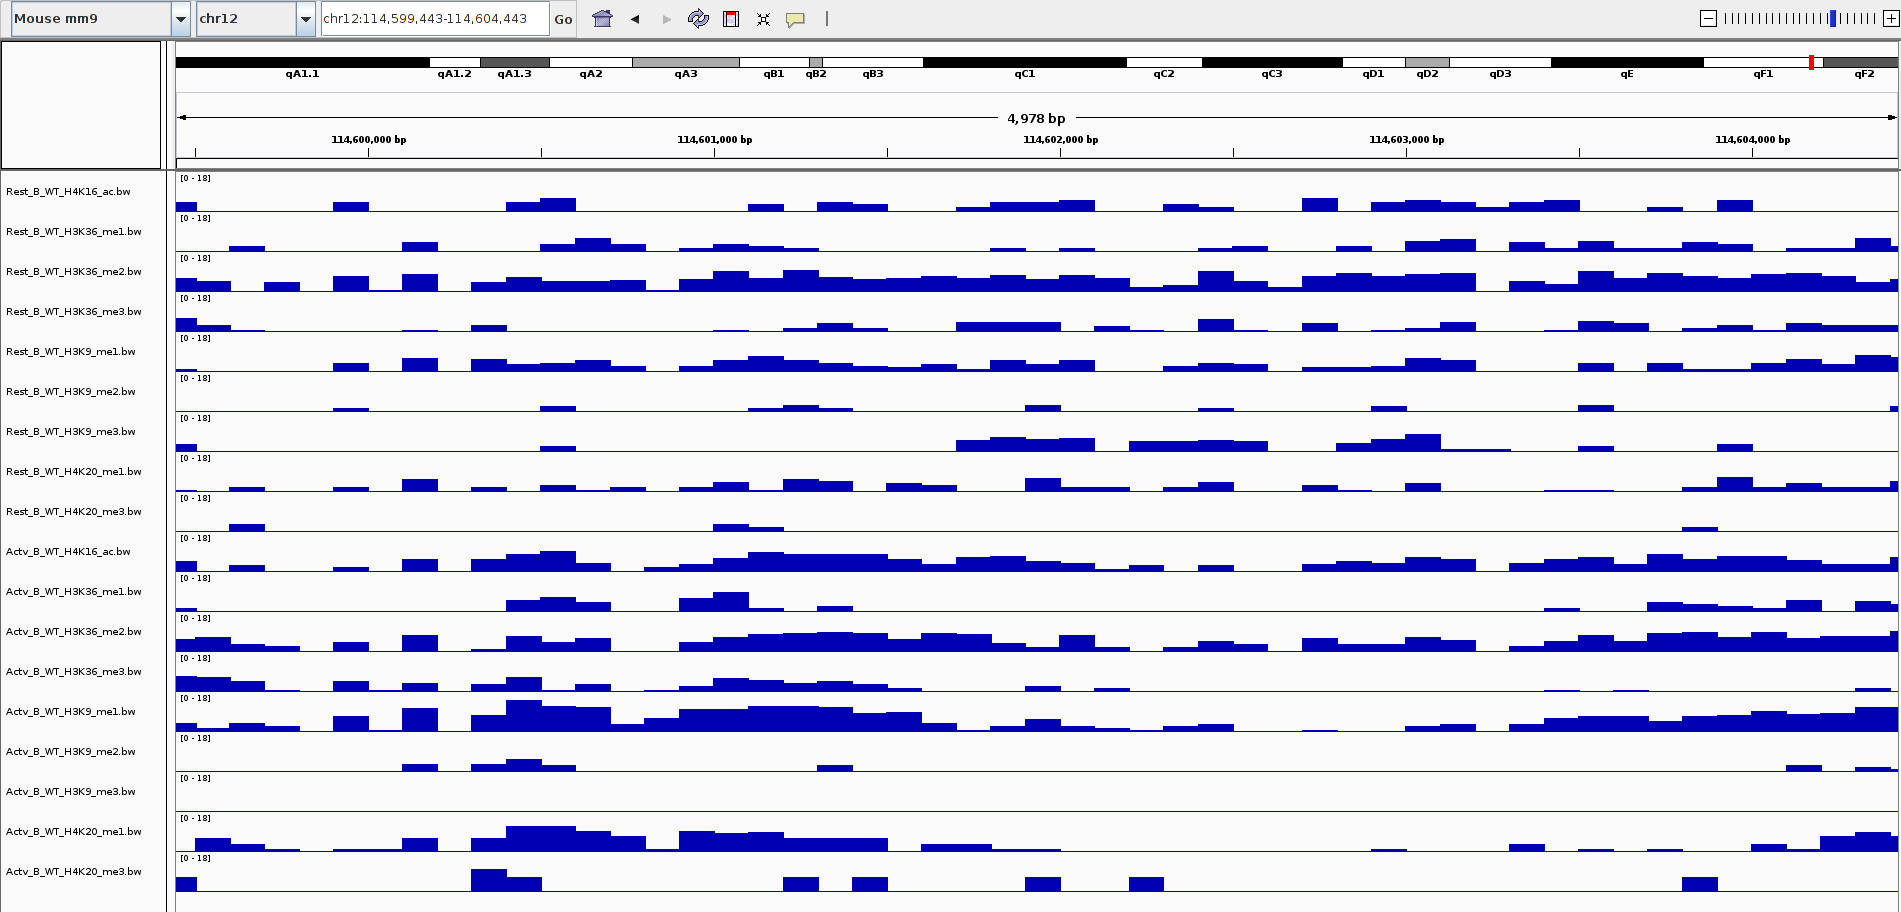 Mouse mm9 chr12 chr12:114,599,443-114,604,443 Go
qA1.1 qA1.2 qA1.3 qA2 qA3 qB1 qB2 qB3 qC1 qC2 qC3 qD1 qD2 qD3 qE qF1 qF2
4,978 bp
114,600,000 bp 114,601,000 bp 114,602,000 bp 114,603,000 bp 114,604,000 bp
[0 - 18]
Rest_B_WT_H4K16_ac.bw
[0 - 18]
Rest_B_WT_H3K36_me1.bw
[0 - 18]
Rest_B_WT_H3K36_me2.bw
[0 - 18]
Rest_B_WT_H3K36_me3.bw
[0 - 18]
Rest_B_WT_H3K9_me1.bw
[0 - 18]
Rest_B_WT_H3K9_me2.bw
[0 - 18]
Rest_B_WT_H3K9_me3.bw
[0 - 18]
Rest_B_WT_H4K20_me1.bw
[0 - 18]
Rest_B_WT_H4K20_me3.bw
[0 - 18]
Actv_B_WT_H4K16_ac.bw
[0 - 18]
Actv_B_WT_H3K36_me1.bw
[0 - 18]
Actv_B_WT_H3K36_me2.bw
[0 - 18]
Actv_B_WT_H3K36_me3.bw
[0 - 18]
Actv_B_WT_H3K9_me1.bw
[0 - 18]
Actv_B_WT_H3K9_me2.bw
[0 - 18]
Actv_B_WT_H3K9_me3.bw
[0 - 18]
Actv_B_WT_H4K20_me1.bw
[0 - 18]
Actv_B_WT_H4K20_me3.bw